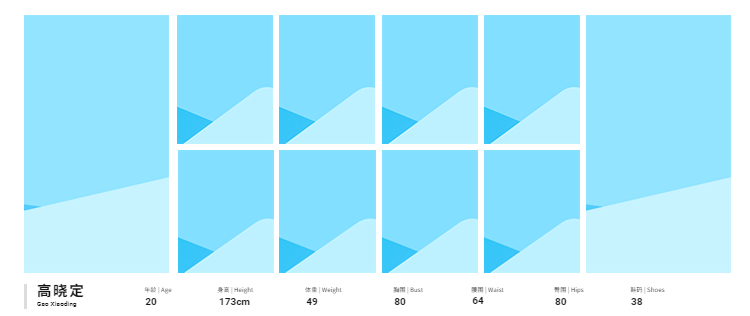 高晓定
Gao Xiaoding
年龄 | Age
20
身高 | Height
173cm
体重 | Weight
49
胸围 | Bust
80
腰围 | Waist
64
臀围 | Hips
80
鞋码 | Shoes
38